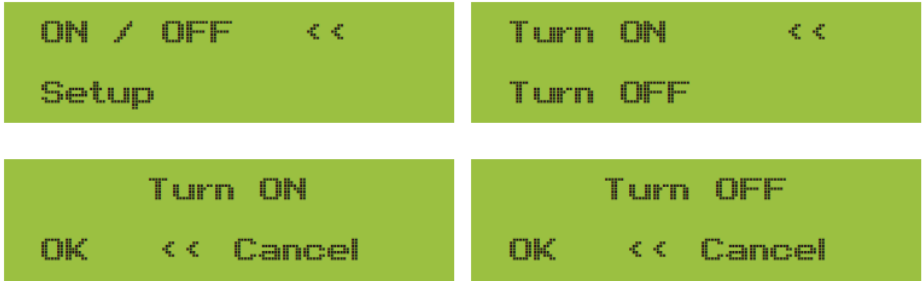 ON / OFF <<
Setup
Turn ON <<
Turn OFF
Turn ON
OK << Cancel
Turn OFF
OK << Cancel